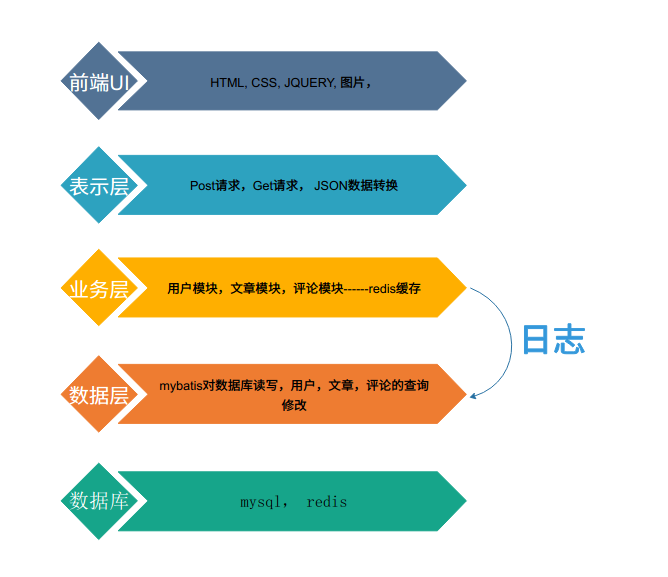 前端UI
HTML, CSS, JQUERY, 图片，
表示层
Post请求，Get请求， JSON数据转换
业务层
用户模块，文章模块，评论模块------redis缓存
日志
数据层
mybatis对数据库读写，用户，文章，评论的查询
修改
数据库
mysql， redis